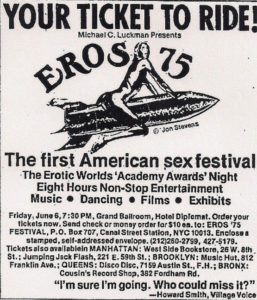 YOUR TICKET TO RIDE!
Michael C. Luckman Presents
EROS '75
© Jon Stevens
The first American sex festival
The Erotic Worlds 'Academy Awards' Night
Eight Hours Non-Stop Entertainment
Music • Dancing • Films • Exhibits
Friday, June 6, 7:30 PM, Grand Ballroom, Hotel Diplomat. Order your
tickets now. Send check or money order for $10 ea. to: EROS '75
FESTIVAL, P.O. Box 707, Canal Street Station, NYC 10013. Enclose a
stamped, self-addressed envelope. (212)260-2799, 427-5179.
Tickets also available in MANHATTAN: West Side Bookstore, 26 W. 8th
St.; Jumping Jack Flash, 221 E. 59th St.; BROOKLYN: Music Hut, 812
Franklin Ave.; QUEENS: Disco Disc, 7159 Austin St., F.H.; BRONX:
Cousin's Record Shop, 382 Fordham Rd.
"I'm sure I'm going. Who could miss it?"
—Howard Smith, Village Voice